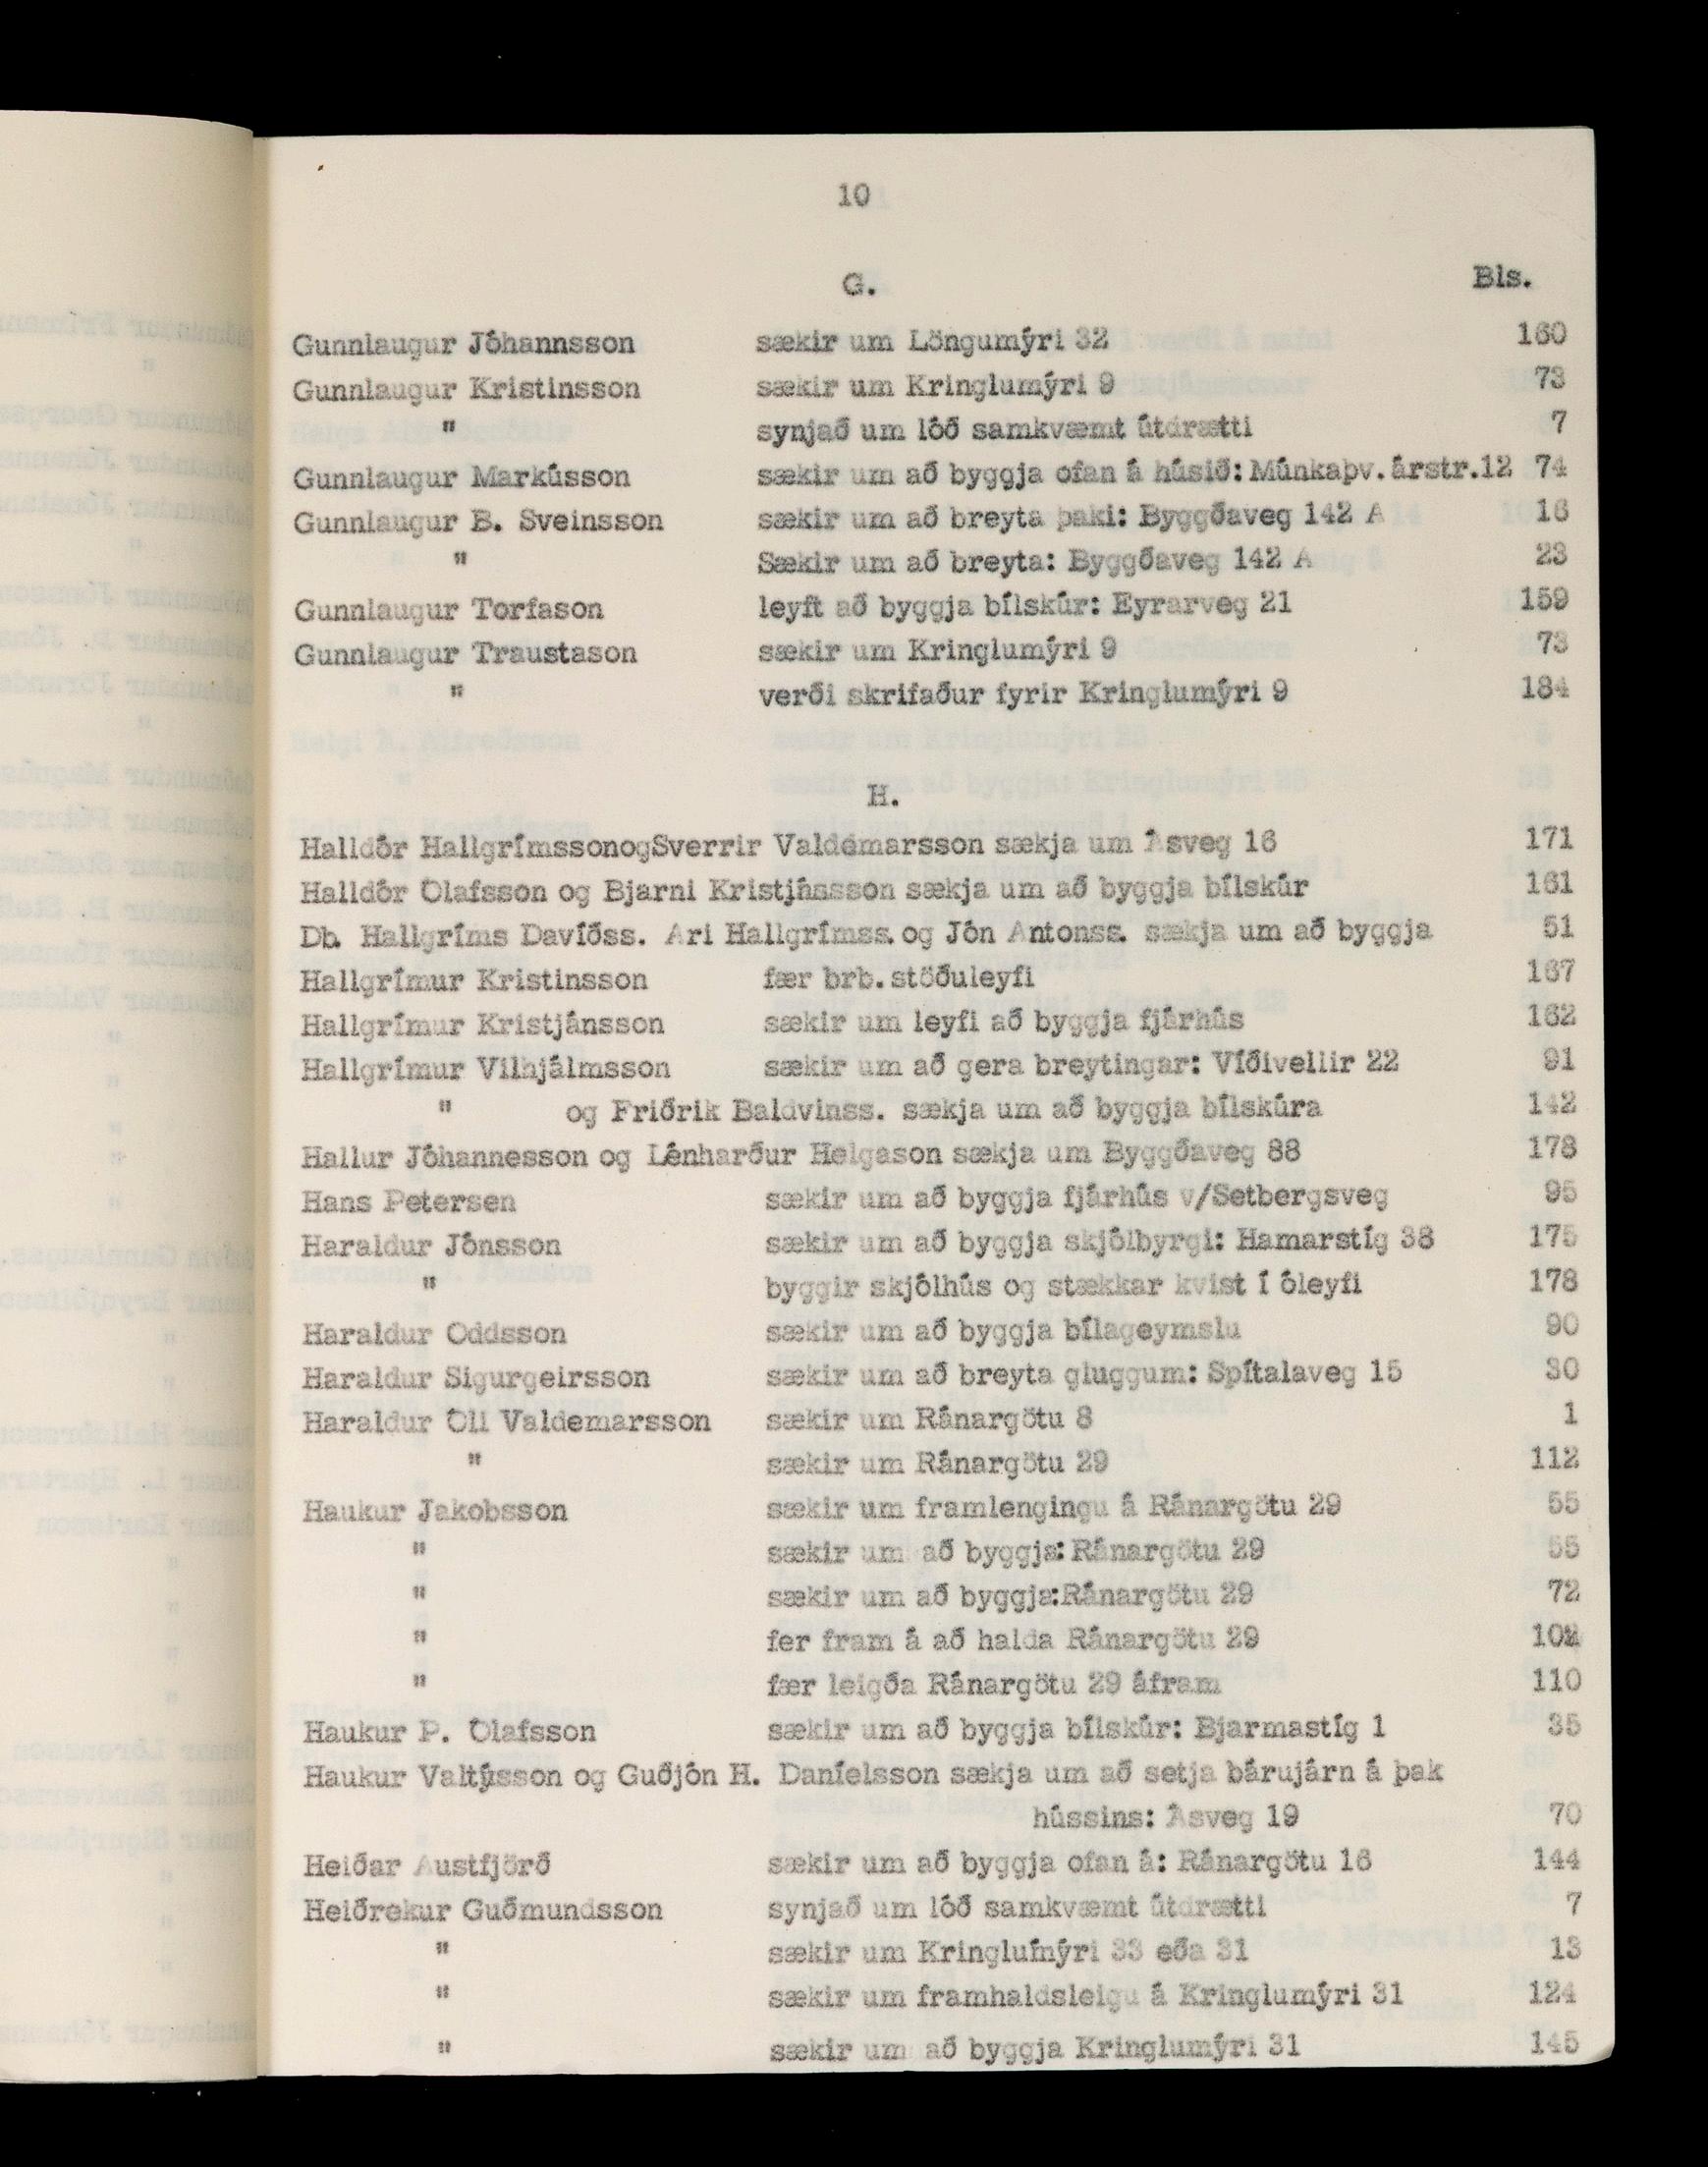 10
G.
Bls.
Gunnlaugur Jóhannsson sækir um Löngumýri 32 160
Gunnlaugur Kristinsson sækir um Kringlumýri 9 73
" synjað um lóð samkvæmt útdrætti 7
Gunnlaugur Markússon sækir um að byggja ofan á húsið: Múnkaþv.árstr.12 74
Gunnlaugur B. Sveinsson sækir um að breyta þaki: Byggðaveg 142 A 16
" Sækir um að breyta: Byggðaveg 142 A 23
Gunnlaugur Torfason leyft að byggja bílskúr: Eyrarveg 21 159
Gunnlaugur Traustason sækir um Kringlumýri 9 73
" verði skrifaður fyrir Kringlumýri 9 184
H.
Halldór HallgrímssonogSverrir Valdemarsson sækja um Ásveg 16 171
Halldór Ólafsson og Bjarni Kristjánsson sækja um að byggja bílskúr 161
Db. Hallgríms Davíðss. Ari Hallgrímss. og Jón Antonss. sækja um að byggja 51
Hallgrímur Kristinsson fær brb. stöðuleyfi 167
Hallgrímur Kristjánsson sækir um leyfi að byggja fjárhús 162
Hallgrímur Vilhjálmsson sækir um að gera breytingar: Víðivellir 22 91
" og Friðrik Baldvinss. sækja um að byggja bílskúra 142
Hallur Jóhannesson og Lénharður Helgason sækja um Byggðaveg 88 178
Hans Petersen sækir um að byggja fjárhús v/Setbergsveg 95
Haraldur Jónsson sækir um að byggja skjólbyrgi: Hamarstíg 38 175
" byggir skjólhús og stækkar kvist í óleyfi 178
Haraldur Oddsson sækir um að byggja bílageymslu 90
Haraldur Sigurgeirsson sækir um að breyta gluggum: Spítalaveg 15 30
Haraldur Óli Valdemarsson sækir um Ránargötu 8 1
" sækir um Ránargötu 29 112
Haukur Jakobsson sækir um framlengingu á Ránargötu 29 55
" sækir um að byggja: Ránargötu 29 55
" sækir um að byggja:Ránargötu 29 72
" fer fram á að halda Ránargötu 29 102
" fær leigða Ránargötu 29 áfram 110
Haukur P. Ólafsson sækir um að byggja bílskúr: Bjarmastíg 1 35
Haukur Valtýsson og Guðjón H. Daníelsson sækja um að setja bárujárn á þak
hússins: Ásveg 19 70
Heiðar Austfjörð sækir um að byggja ofan á: Ránargötu 16 144
Heiðrekur Guðmundsson synjað um lóð samkvæmt útdrætti 7
" sækir um Kringlumýri 33 eða 31 13
" sækir um framhaldsleigu á Kringlumýri 31 124
" sækir um að byggja Kringlumýri 31 145